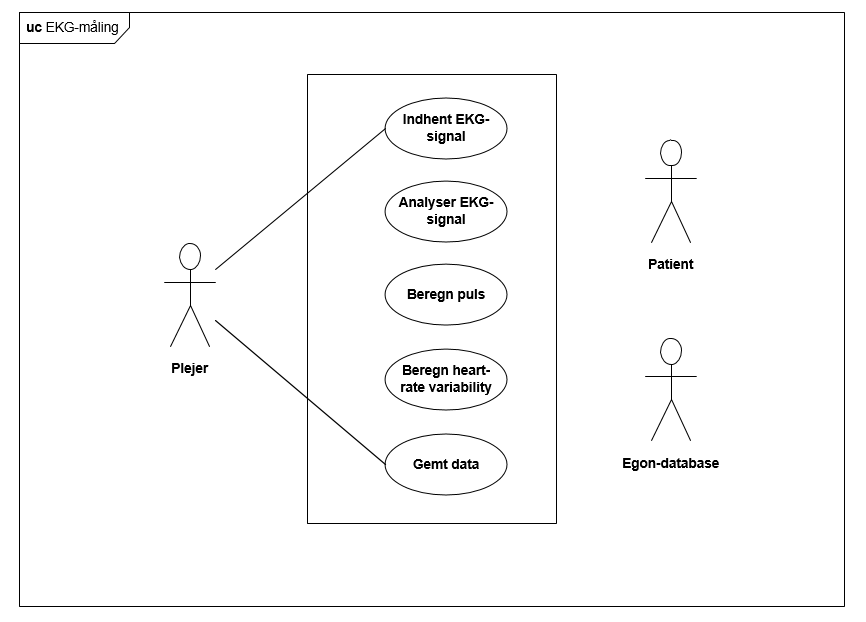 uc EKG-måling
Indhent EKG-
signal
Analyser EKG-
signal
Beregn puls
Beregn heart-
rate variability
Gemt data
Plejer
Patient
Egon-database